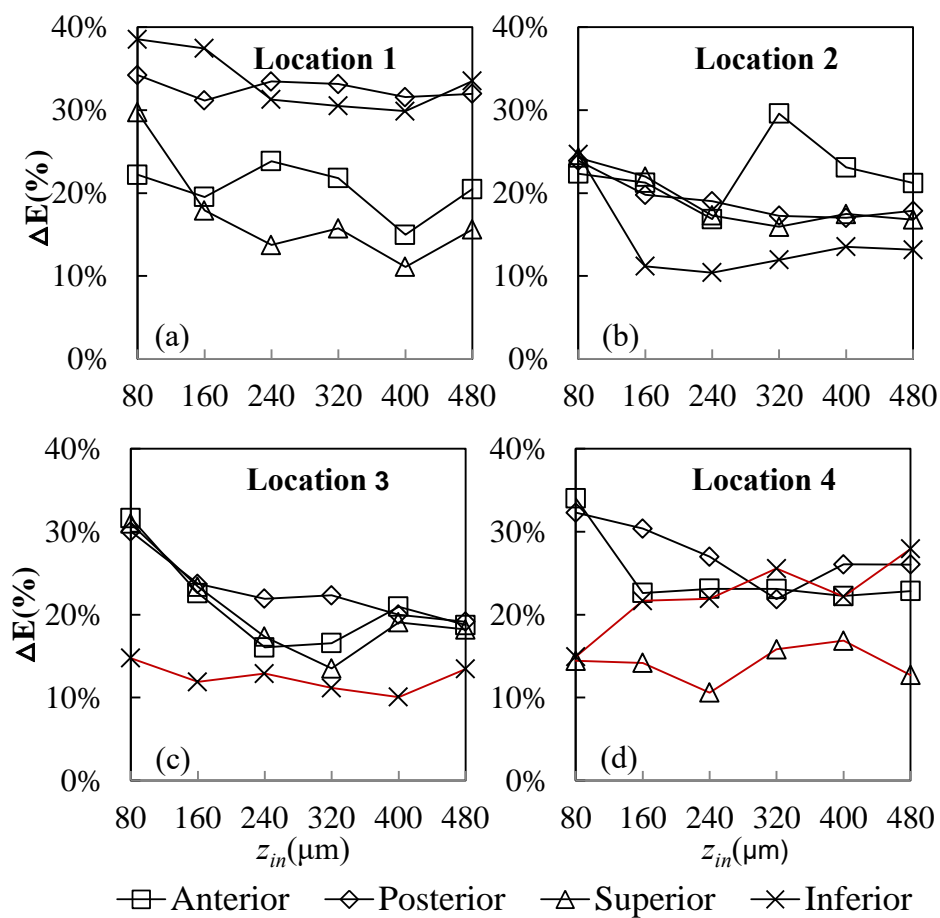 40%
30%
20%
10%
0%
ΔE(%)
Location 1
(a)
80 160 240 320 400 480
40%
30%
20%
10%
0%
Location 2
(b)
80 160 240 320 400 480
40%
30%
20%
10%
0%
ΔE(%)
Location 3
(c)
80 160 240 320 400 480
z_in(μm)
40%
30%
20%
10%
0%
Location 4
(d)
80 160 240 320 400 480
z_in(μm)
Anterior Posterior Superior Inferior